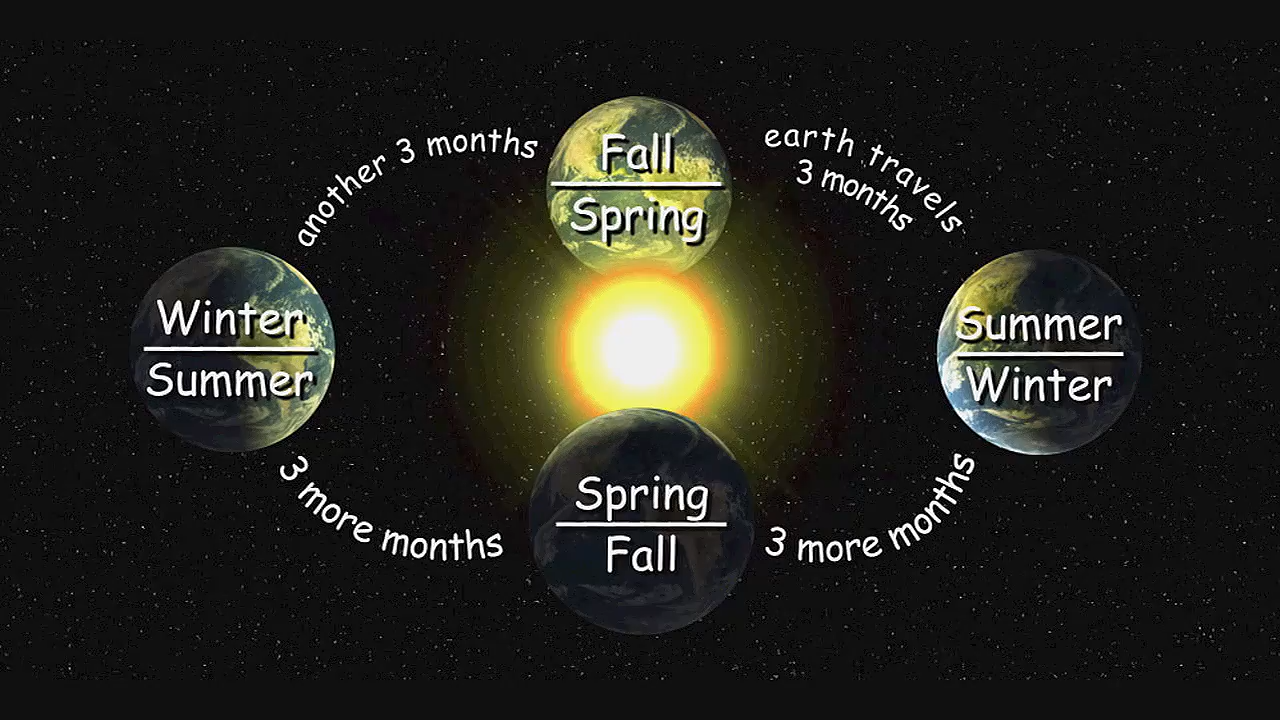 another 3 months
Fall
Spring
earth travels
3 months
Winter
Summer
Summer
Winter
3 more months
Spring
Fall
3 more months